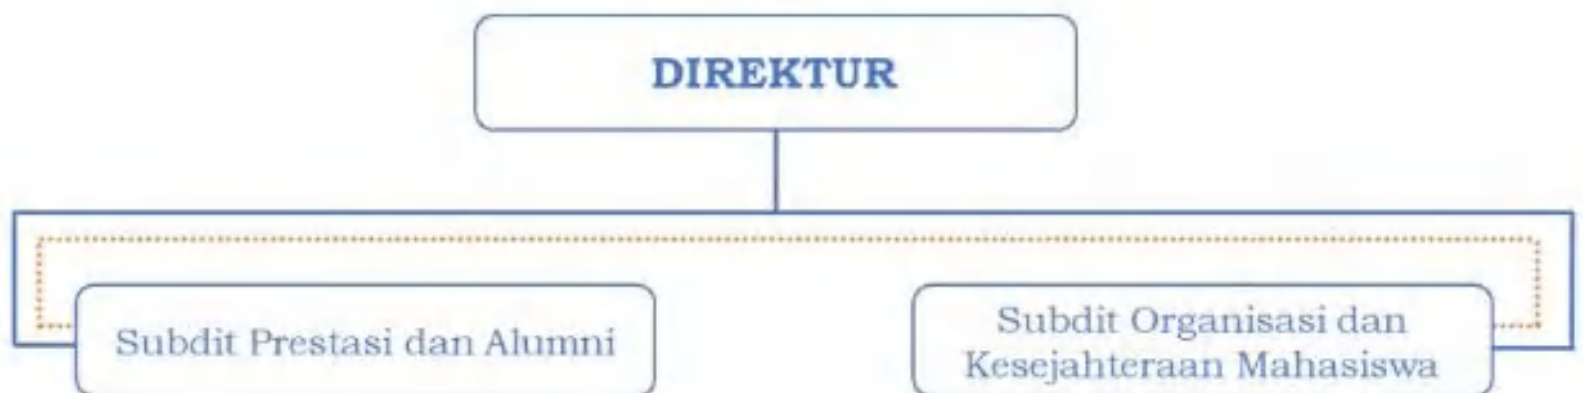 DIREKTUR
Subdit Prestasi dan Alumni
Subdit Organisasi dan
Kesejahteraan Mahasiswa